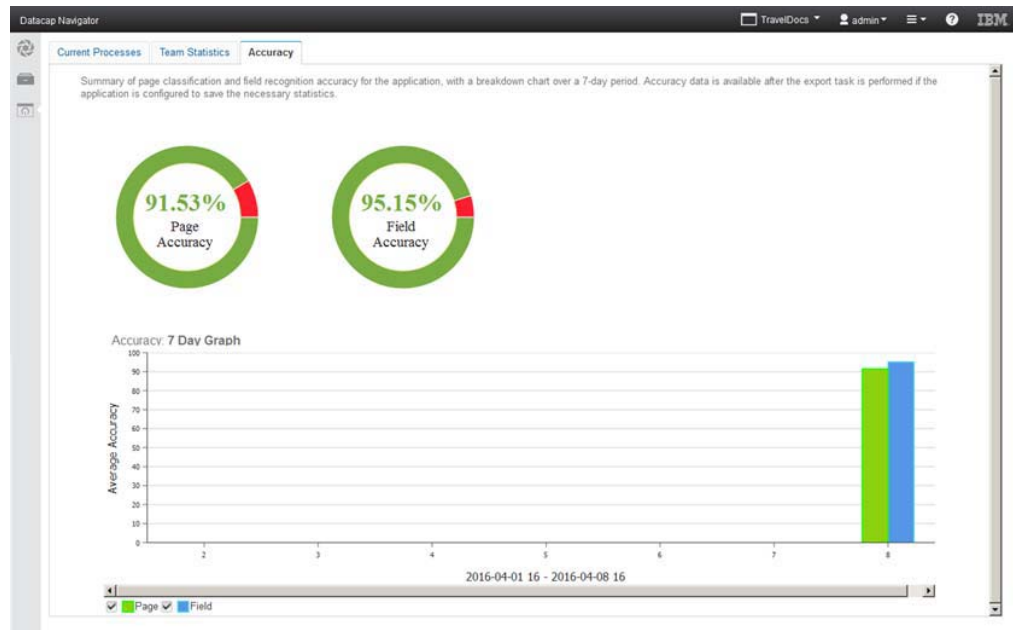 Datacap Navigator
TravelDocs admin ? IBM
Current Processes Team Statistics Accuracy
Summary of page classification and field recognition accuracy for the application, with a breakdown chart over a 7-day period. Accuracy data is available after the export task is performed if the
application is configured to save the necessary statistics.
91.53%
Page
Accuracy
95.15%
Field
Accuracy
Accuracy: 7 Day Graph
100
90
80
70
60
50
40
30
20
10
0
Average Accuracy
2 3 4 5 6 7 8
2016-04-01 16 - 2016-04-08 16
Page Field